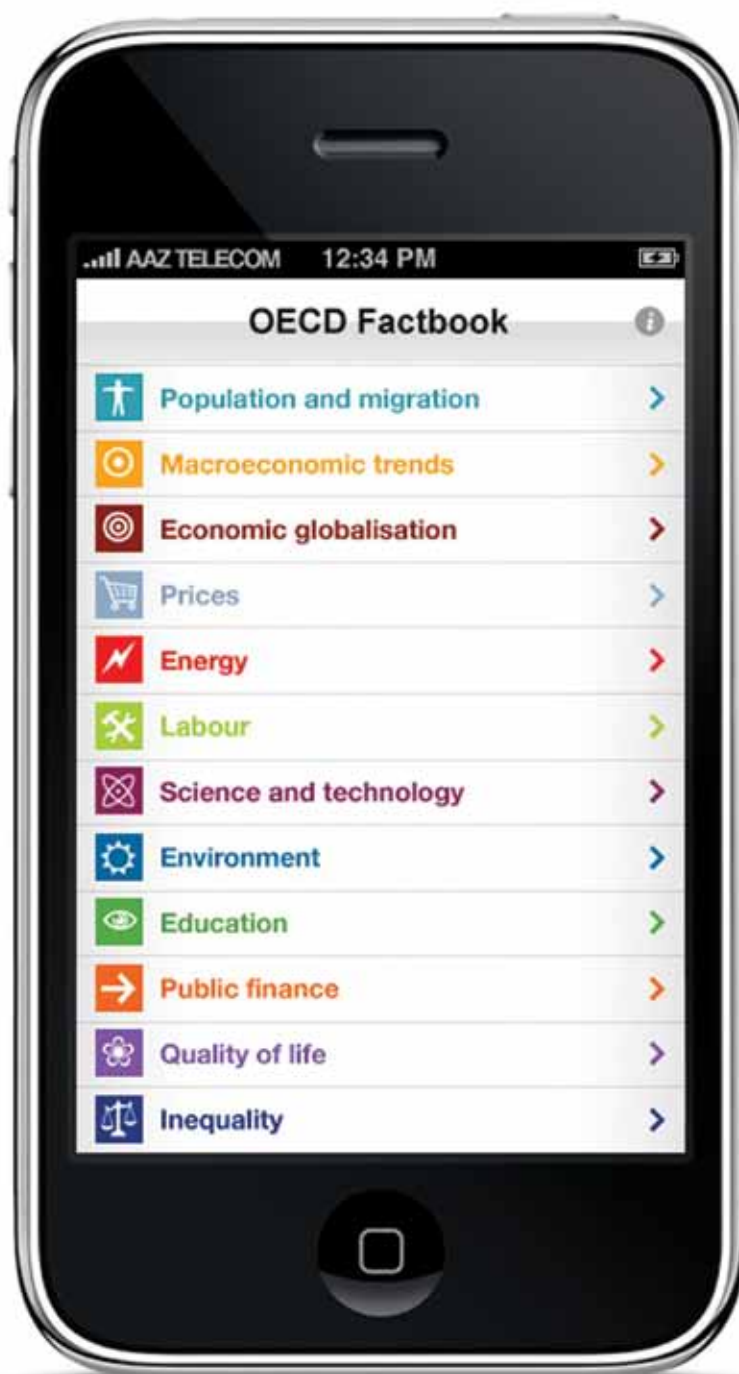 AAZ TELECOM 12:34 PM
OECD Factbook
Population and migration
Macroeconomic trends
Economic globalisation
Prices
Energy
Labour
Science and technology
Environment
Education
Public finance
Quality of life
Inequality